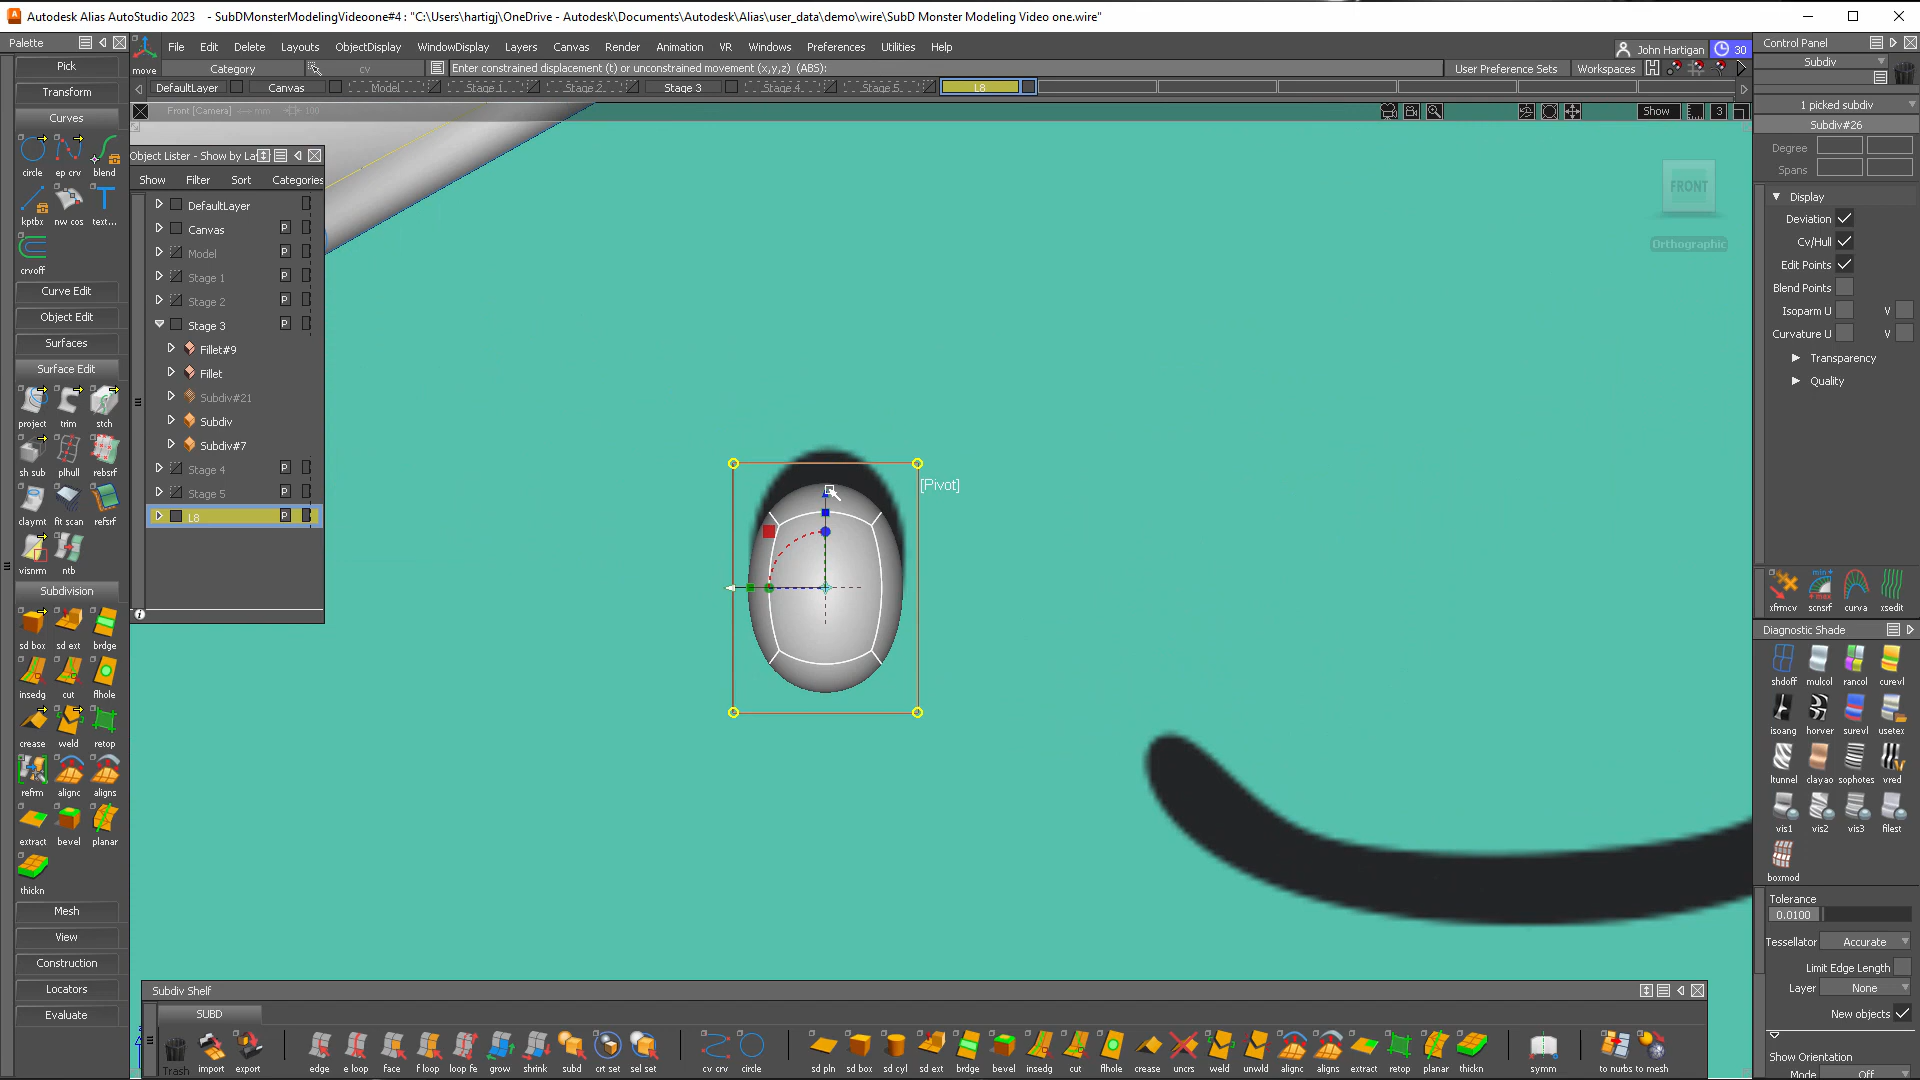 Autodesk Alias AutoStudio 2023 - SubDMonsterModelingVideoone#4 : "C:\Users\hartigj\OneDrive - Autodesk\Documents\Autodesk\Alias\user_data\demo\wire\SubD Monster Modeling Video one.wire"
Palette
move
File Edit Delete Layouts ObjectDisplay WindowDisplay Layers Canvas Render Animation VR Windows Preferences Utilities Help
John Hartigan 30
Category cv Enter constrained displacement (t) or unconstrained movement (x,y,z) (ABS):
User Preference Sets Workspaces
DefaultLayer Canvas Model Stage 1 Stage 2 Stage 3 Stage 4 Stage 5 L8
Front [Camera] <-> mm 100
Show 3
Pick
Transform
Curves
circle ep crv blend
kptbx nw cos text...
crvoff
Curve Edit
Object Edit
Surfaces
Surface Edit
project trim stch
sh sub plhull rebsrf
claymt fit scan refsrf
visnrm ntb
Subdivision
sd box sd ext brdge
insedg cut flhole
crease weld retop
refrm alignc aligns
extract bevel planar
thickn
Mesh
View
Construction
Locators
Evaluate
Object Lister - Show by La
Show Filter Sort Categories
DefaultLayer
Canvas P
Model P
Stage 1 P
Stage 2 P
Stage 3 P
Fillet#9
Fillet
Subdiv#21
Subdiv
Subdiv#7
Stage 4 P
Stage 5 P
L8 P
[Pivot]
FRONT
Orthographic
Control Panel
Subdiv
1 picked subdiv
Subdiv#26
Degree
Spans
Display
Deviation
Cv/Hull
Edit Points
Blend Points
Isoparm U V
Curvature U V
Transparency
Quality
xfrmcv scnsrf curva xsedit
Diagnostic Shade
shdoff mulcol rancol curevl
isoang horver surevl usetex
ltunnel clayao sophotes vred
vis1 vis2 vis3 filest
boxmod
Tolerance
0.0100
Tessellator Accurate
Limit Edge Length
Layer None
New objects
Show Orientation
Mode Off
Subdiv Shelf
SUBD
Trash import export edge e loop face f loop loop fe grow shrink subd crt set sel set cv crv circle sd pln sd box sd cyl sd ext brdge bevel insedg cut flhole crease uncrs weld unwld alignc aligns extract retop planar thickn symm to nurbs to mesh